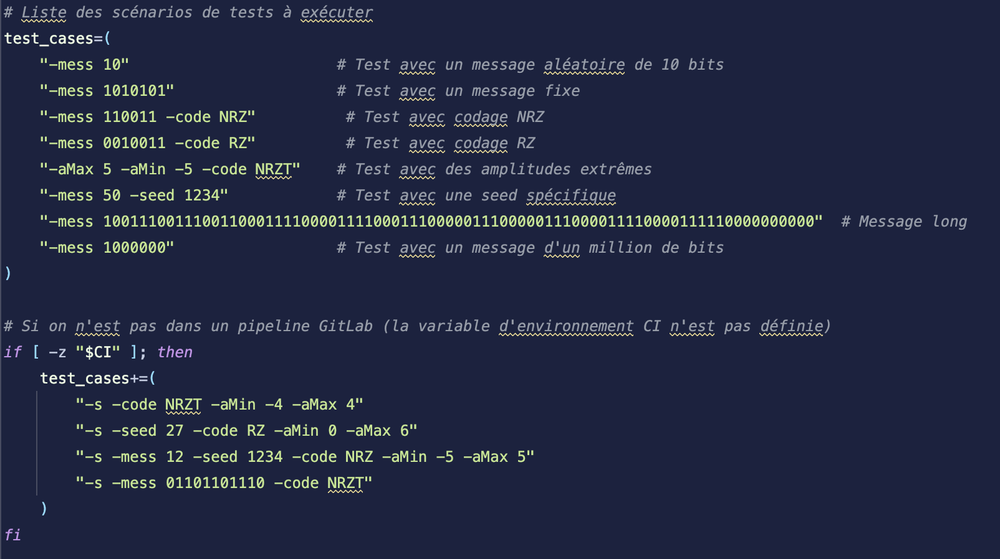 # Liste des scénarios de tests à exécuter
test_cases=(
    "-mess 10"                       # Test avec un message aléatoire de 10 bits
    "-mess 1010101"                  # Test avec un message fixe
    "-mess 110011 -code NRZ"          # Test avec codage NRZ
    "-mess 0010011 -code RZ"          # Test avec codage RZ
    "-aMax 5 -aMin -5 -code NRZT"    # Test avec des amplitudes extrêmes
    "-mess 50 -seed 1234"            # Test avec une seed spécifique
    "-mess 1001110011100110001111000011110001110000011100000111000011110000111110000000000"  # Message long
    "-mess 1000000"                  # Test avec un message d'un million de bits
)
# Si on n'est pas dans un pipeline GitLab (la variable d'environnement CI n'est pas définie)
if [ -z "$CI" ]; then
    test_cases+=(
        "-s -code NRZT -aMin -4 -aMax 4"
        "-s -seed 27 -code RZ -aMin 0 -aMax 6"
        "-s -mess 12 -seed 1234 -code NRZ -aMin -5 -aMax 5"
        "-s -mess 01101101110 -code NRZT"
    )
fi